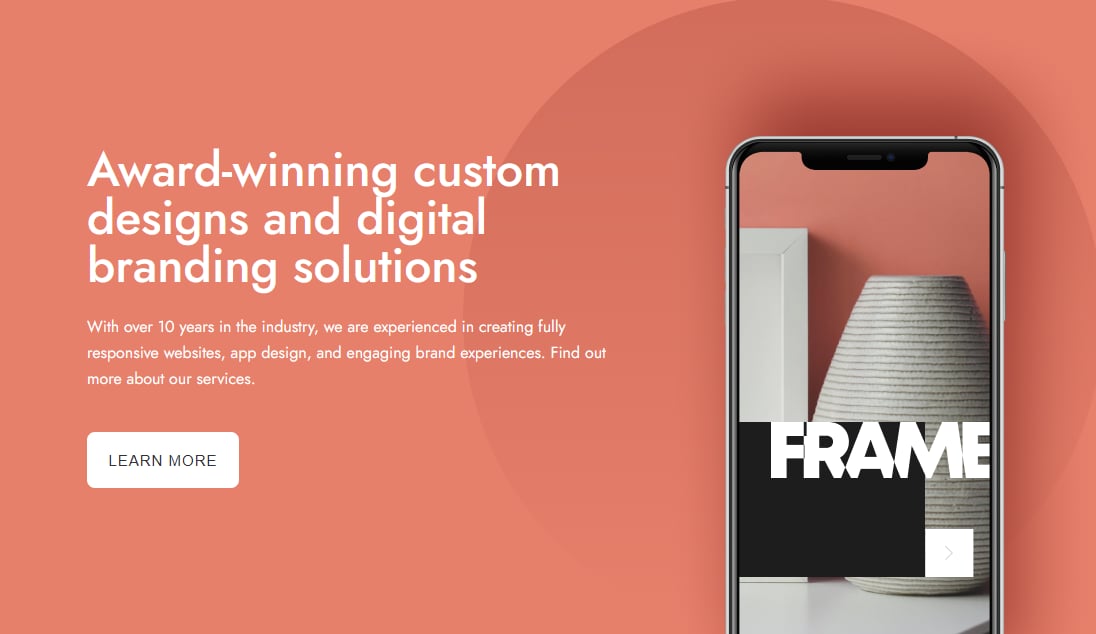 Award-winning custom
designs and digital
branding solutions
With over 10 years in the industry, we are experienced in creating fully
responsive websites, app design, and engaging brand experiences. Find out
more about our services.
LEARN MORE
FRAME